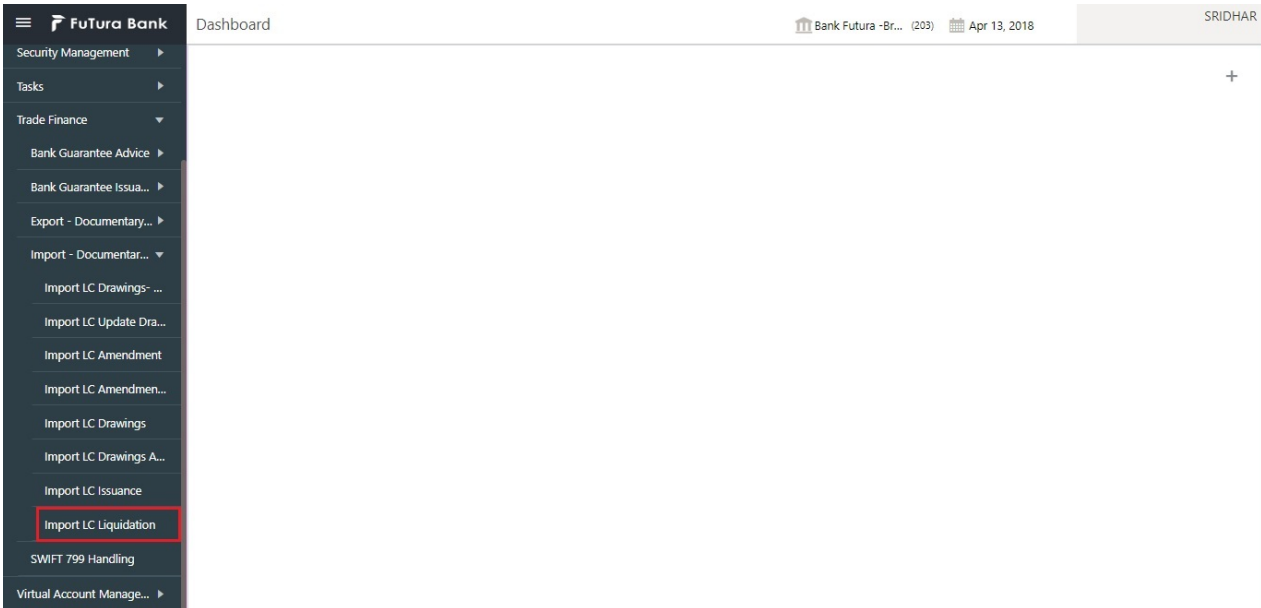 FuTura Bank
Dashboard
Bank Futura -Br... (203)
Apr 13, 2018
SRIDHAR
Security Management
Tasks
Trade Finance
Bank Guarantee Advice
Bank Guarantee Issua...
Export - Documentary...
Import - Documentar...
Import LC Drawings- ...
Import LC Update Dra...
Import LC Amendment
Import LC Amendmen...
Import LC Drawings
Import LC Drawings A...
Import LC Issuance
Import LC Liquidation
SWIFT 799 Handling
Virtual Account Manage...